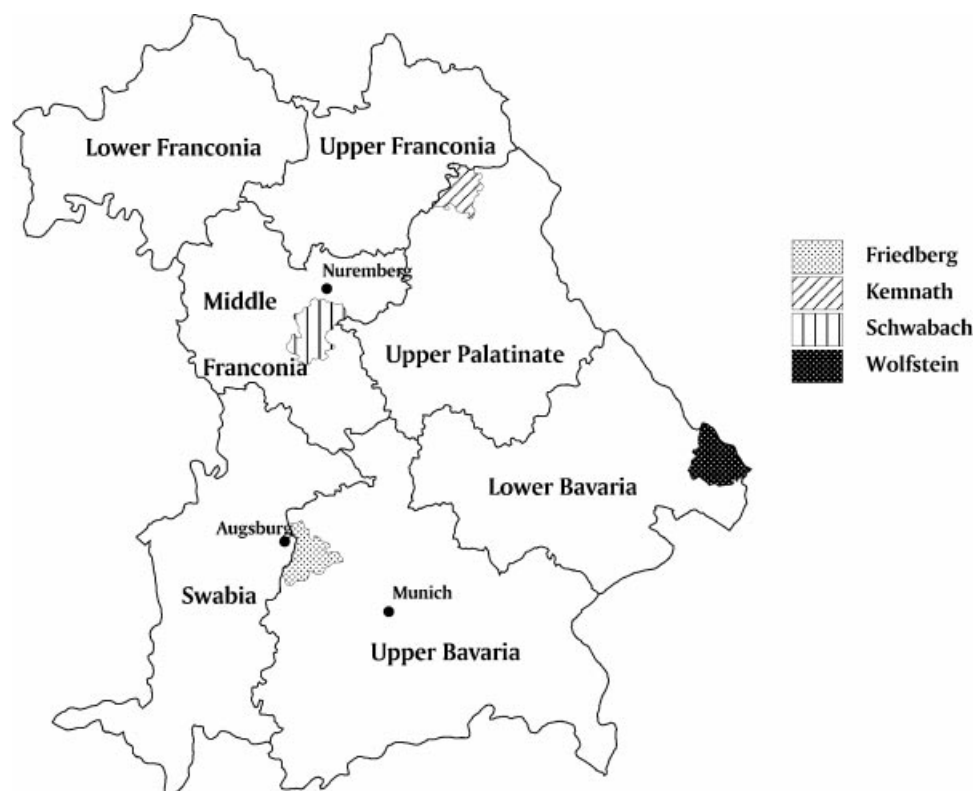 Lower Franconia
Upper Franconia
Nuremberg
Middle
Franconia
Upper Palatinate
Lower Bavaria
Augsburg
Swabia
Munich
Upper Bavaria
Friedberg
Kemnath
Schwabach
Wolfstein